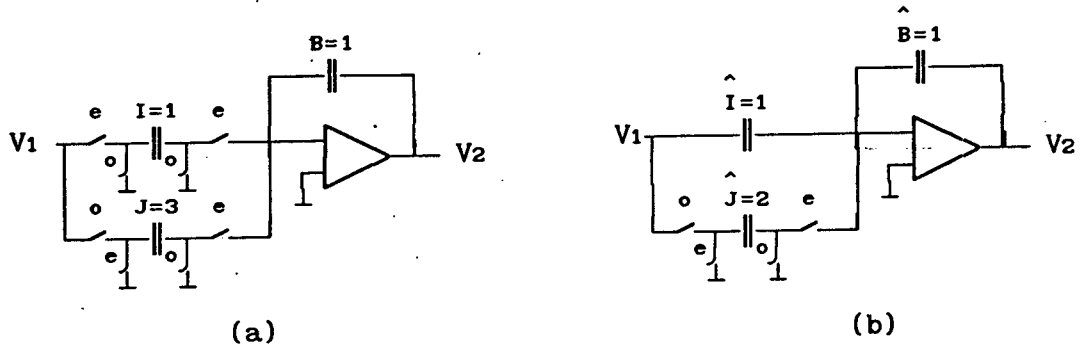 ^
B=1 B=1
^
e I=1 e I=1
V1 V2 V1 V2
o o
^
o J=3 e o J=2 e
e o e o
(a) (b)